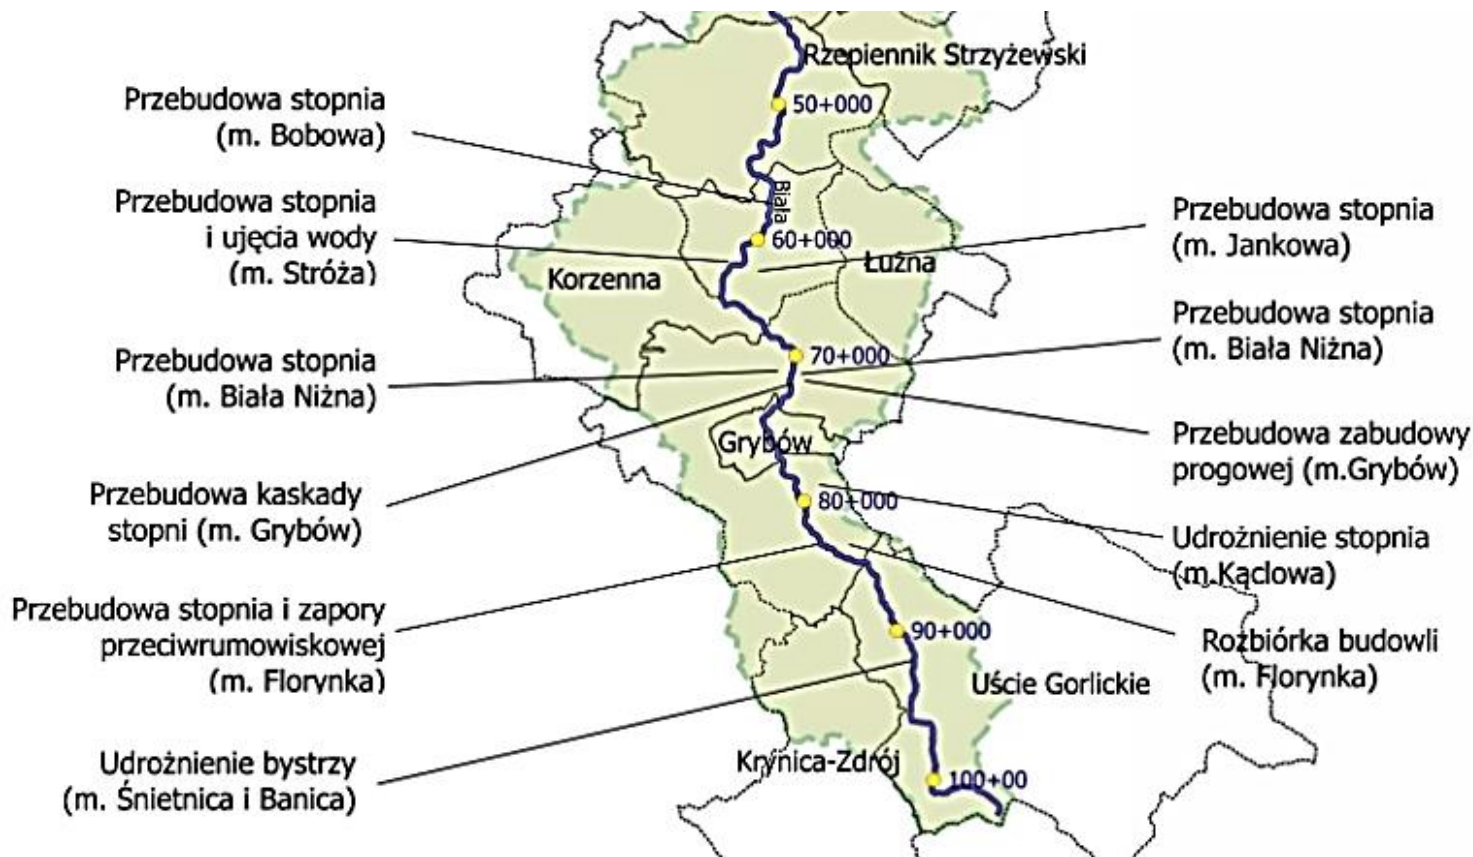 Rzepiennik Strzyżewski
50+000
Przebudowa stopnia
(m. Bobowa)
Przebudowa stopnia
i ujęcia wody
(m. Stróża)
Biała
60+000
Łużna
Korzenna
Przebudowa stopnia
(m. Jankowa)
Przebudowa stopnia
(m. Biała Niżna)
70+000
Przebudowa stopnia
(m. Biała Niżna)
Grybów
Przebudowa zabudowy
progowej (m.Grybów)
Przebudowa kaskady
stopni (m. Grybów)
80+000
Udrożnienie stopnia
(m.Kąclowa)
Przebudowa stopnia i zapory
przeciwrumowiskowej
(m. Florynka)
90+000
Rozbiórka budowli
(m. Florynka)
Uście Gorlickie
Udrożnienie bystrzy
(m. Śnietnica i Banica)
Krynica-Zdrój
100+00